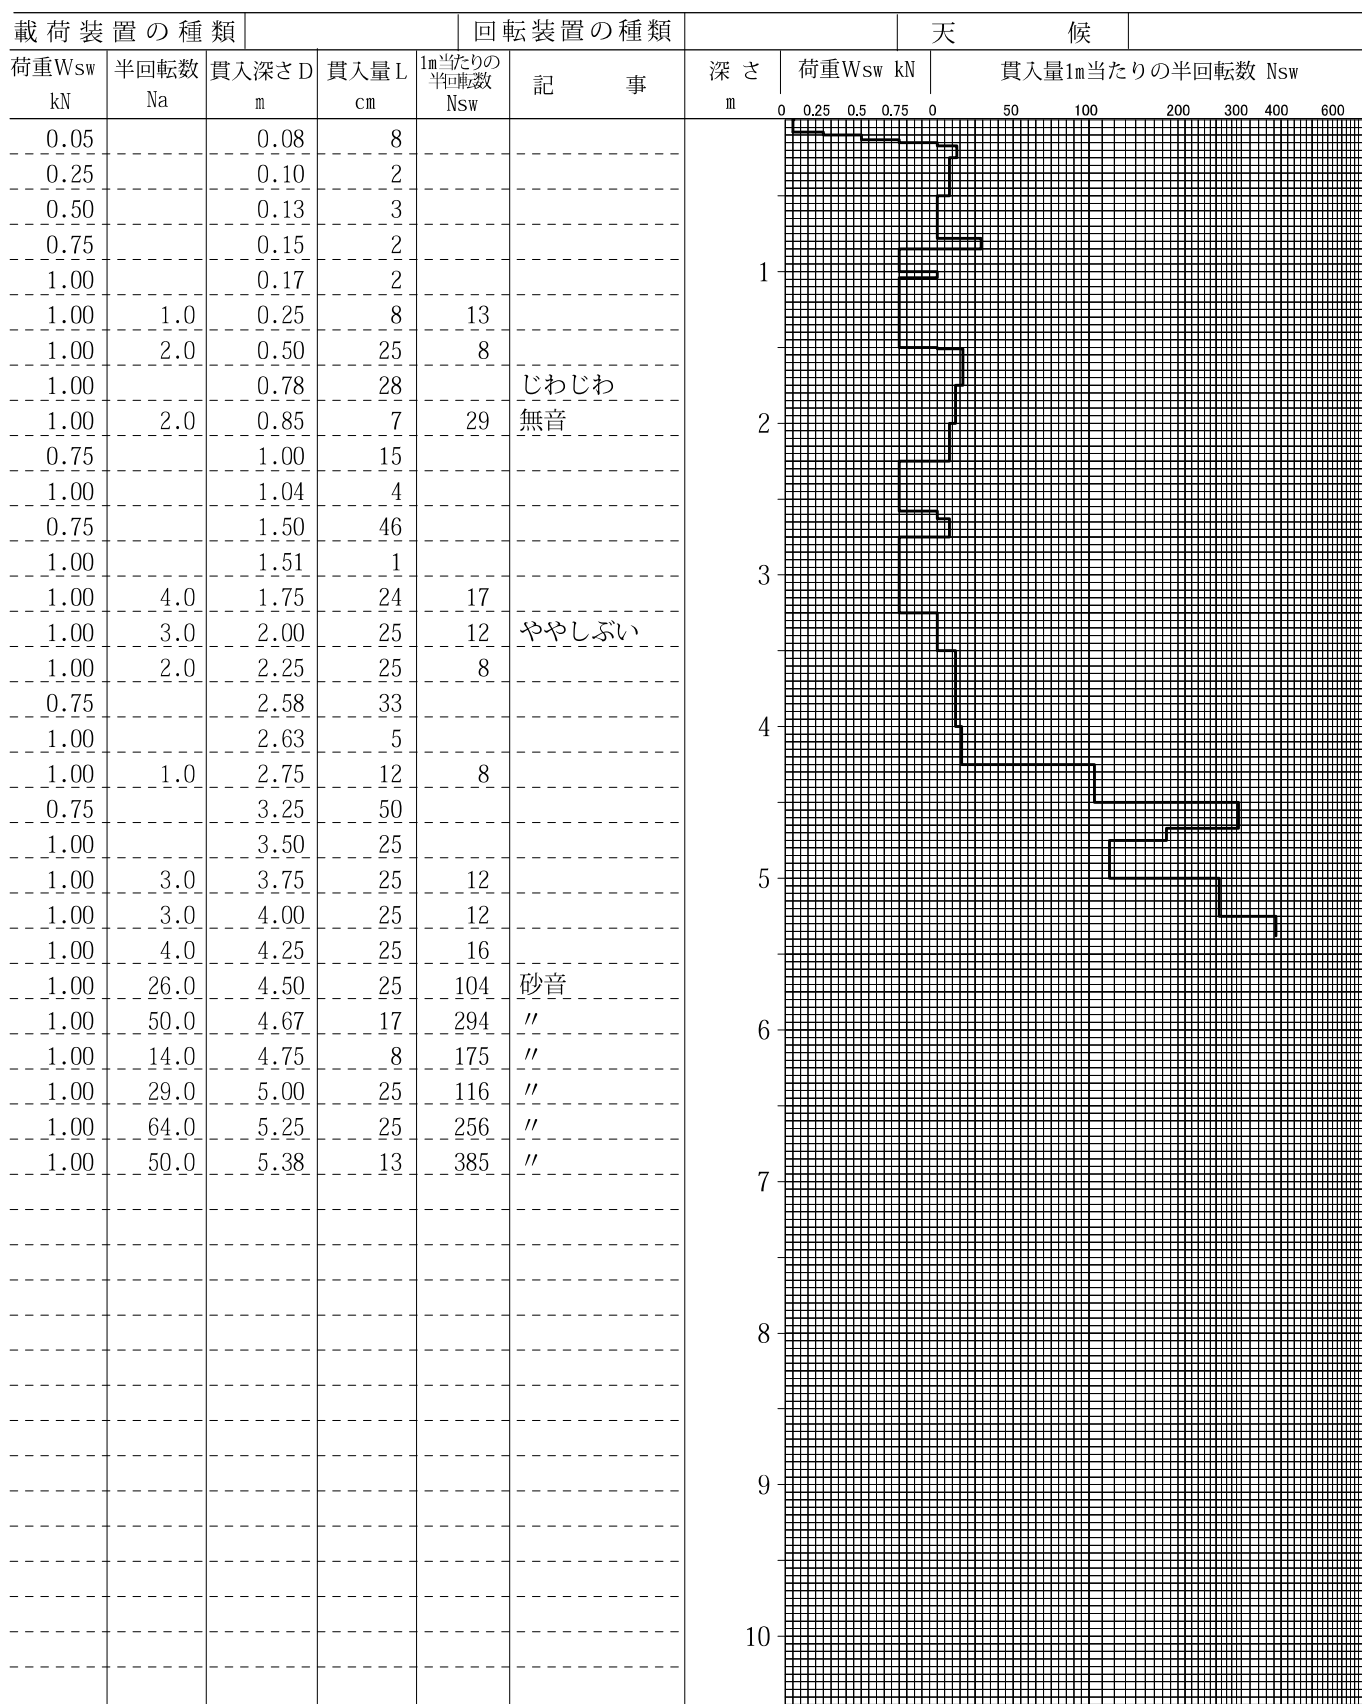 載荷装置の種類 回転装置の種類 天候
荷重Wsw kN 半回転数 Na 貫入深さD m 貫入量L cm 1m当たりの半回転数 Nsw 記事 深さ m 荷重Wsw kN 貫入量1m当たりの半回転数 Nsw
0 0.25 0.5 0.75 0 50 100 200 300 400 600
0.05 0.08 8
0.25 0.10 2
0.50 0.13 3
0.75 0.15 2
1.00 0.17 2
1.00 1.0 0.25 8 13
1.00 2.0 0.50 25 8
1.00 0.78 28 じわじわ
1.00 2.0 0.85 7 29 無音
0.75 1.00 15
1.00 1.04 4
0.75 1.50 46
1.00 1.51 1
1.00 4.0 1.75 24 17
1.00 3.0 2.00 25 12 ややしぶい
1.00 2.0 2.25 25 8
0.75 2.58 33
1.00 2.63 5
1.00 1.0 2.75 12 8
0.75 3.25 50
1.00 3.50 25
1.00 3.0 3.75 25 12
1.00 3.0 4.00 25 12
1.00 4.0 4.25 25 16
1.00 26.0 4.50 25 104 砂音
1.00 50.0 4.67 17 294 〃
1.00 14.0 4.75 8 175 〃
1.00 29.0 5.00 25 116 〃
1.00 64.0 5.25 25 256 〃
1.00 50.0 5.38 13 385 〃
1
2
3
4
5
6
7
8
9
10